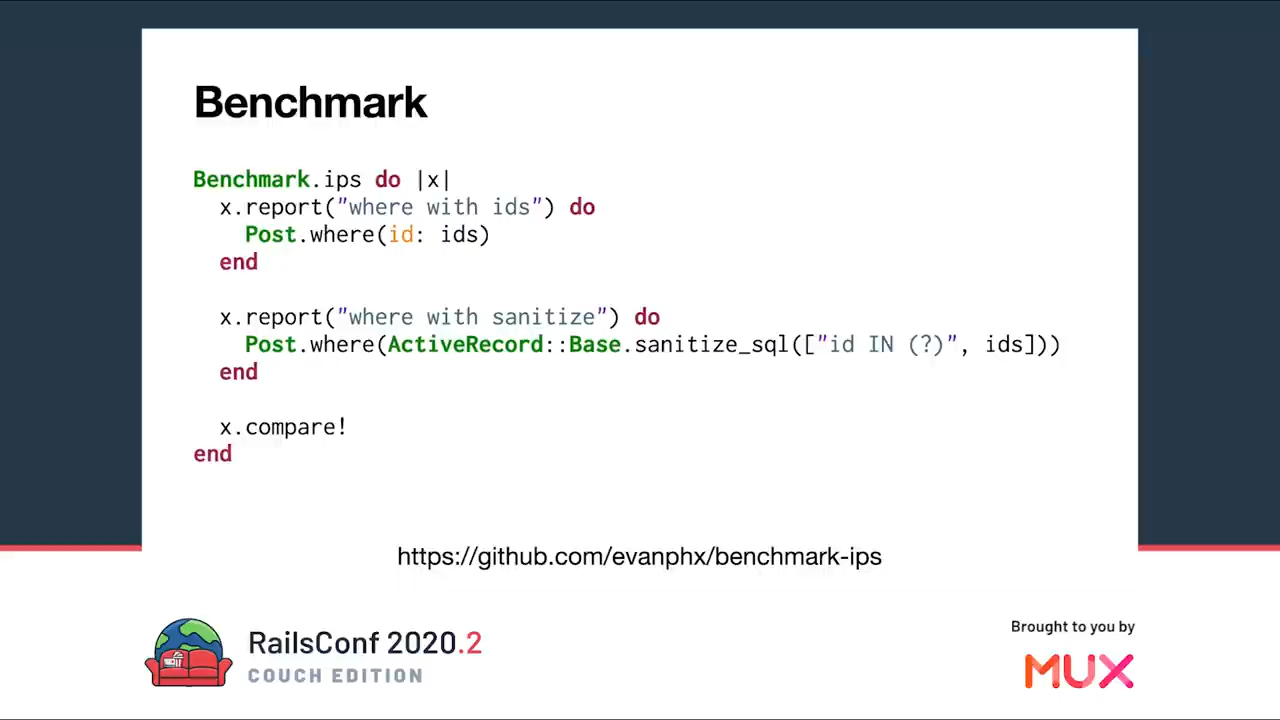 Benchmark
Benchmark.ips do |x|
  x.report("where with ids") do
    Post.where(id: ids)
  end
  x.report("where with sanitize") do
    Post.where(ActiveRecord::Base.sanitize_sql(["id IN (?)", ids]))
  end
  x.compare!
end
https://github.com/evanphx/benchmark-ips
RailsConf 2020.2
COUCH EDITION
Brought to you by
MUX